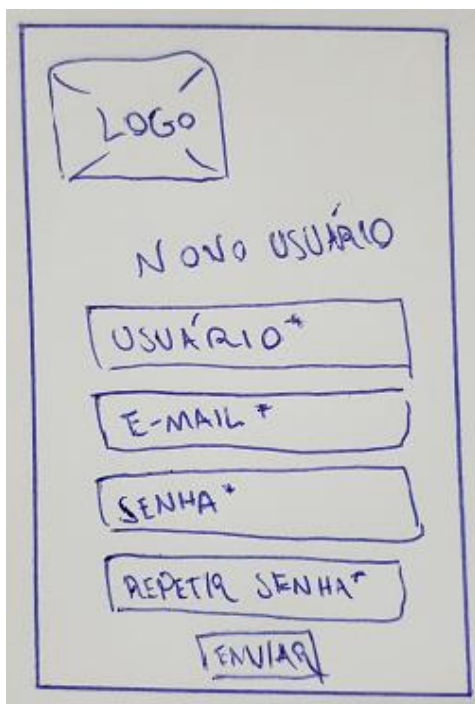 LOGO
NOVO USUÁRIO
USUÁRIO*
E-MAIL*
SENHA*
REPETIR SENHA*
ENVIAR